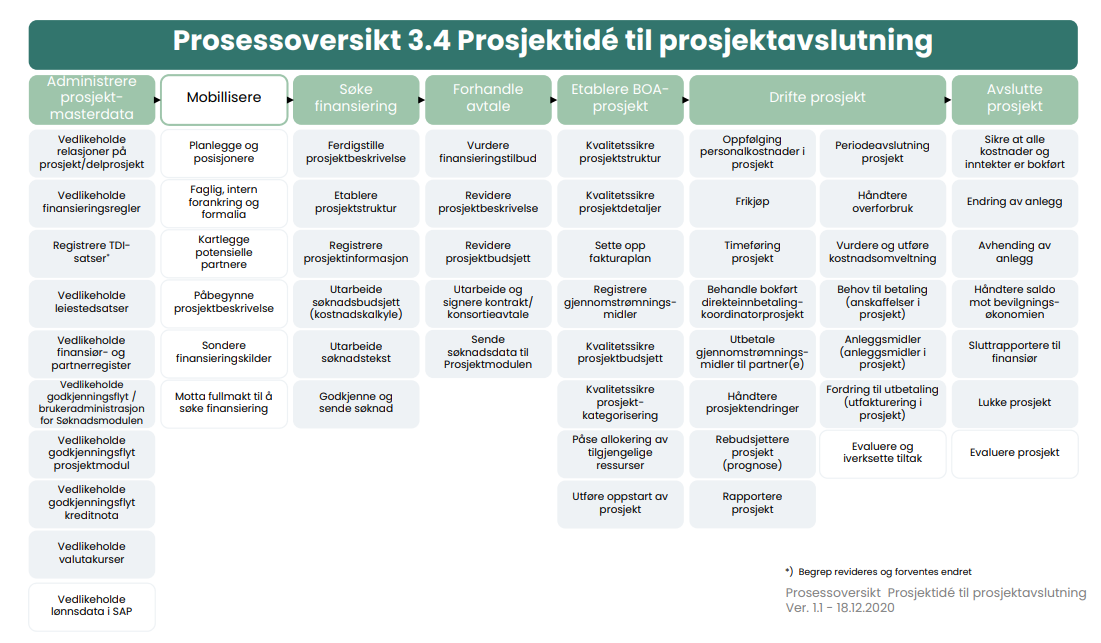 Prosessoversikt 3.4 Prosjektidé til prosjektavslutning
Administrere
prosjekt-
masterdata
Mobillisere
Søke
finansiering
Forhandle
avtale
Etablere BOA-
prosjekt
Drifte prosjekt
Avslutte
prosjekt
Vedlikeholde
relasjoner på
prosjekt/delprosjekt
Vedlikeholde
finansieringsregler
Registrere TDI-
satser*
Vedlikeholde
leiestedsatser
Vedlikeholde
finansiør- og
partnerregister
Vedlikeholde
godkjenningsflyt /
brukeradministrasjon
for Søknadsmodulen
Vedlikeholde
godkjenningsflyt
prosjektmodul
Vedlikeholde
godkjenningsflyt
kreditnota
Vedlikeholde
valutakurser
Vedlikeholde
lønnsdata i SAP
Planlegge og
posisjonere
Faglig, intern
forankring og
formalia
Kartlegge
potensielle
partnere
Påbegynne
prosjektbeskrivelse
Sondere
finansieringskilder
Motta fullmakt til å
søke finansiering
Ferdigstille
prosjektbeskrivelse
Etablere
prosjektstruktur
Registrere
prosjektinformasjon
Utarbeide
søknadsbudsjett
(kostnadskalkyle)
Utarbeide
søknadstekst
Godkjenne og
sende søknad
Vurdere
finansieringstilbud
Revidere
prosjektbeskrivelse
Revidere
prosjektbudsjett
Utarbeide og
signere kontrakt/
konsortieavtale
Sende
søknadsdata til
Prosjektmodulen
Kvalitetssikre
prosjektstruktur
Kvalitetssikre
prosjektdetaljer
Sette opp
fakturaplan
Registrere
gjennomstrømnings-
midler
Kvalitetssikre
prosjektbudsjett
Kvalitetssikre
prosjekt-
kategorisering
Påse allokering av
tilgjengelige
ressurser
Utføre oppstart av
prosjekt
Oppfølging
personalkostnader i
prosjekt
Frikjøp
Timeføring
prosjekt
Behandle bokført
direkteinnbetaling-
koordinatorprosjekt
Utbetale
gjennomstrømnings-
midler til partner(e)
Håndtere
prosjektendringer
Rebudsjettere
prosjekt
(prognose)
Rapportere
prosjekt
Periodeavslutning
prosjekt
Håndtere
overforbruk
Vurdere og utføre
kostnadsomveltning
Behov til betaling
(anskaffelser i
prosjekt)
Anleggsmidler
(anleggsmidler i
prosjekt)
Fordring til utbetaling
(utfakturering i
prosjekt)
Evaluere og
iverksette tiltak
Sikre at alle
kostnader og
inntekter er bokført
Endring av anlegg
Avhending av
anlegg
Håndtere saldo
mot bevilgnings-
økonomien
Sluttrapportere til
finansiør
Lukke prosjekt
Evaluere prosjekt
*) Begrep revideres og forventes endret
Prosessoversikt Prosjektidé til prosjektavslutning
Ver. 1.1 - 18.12.2020